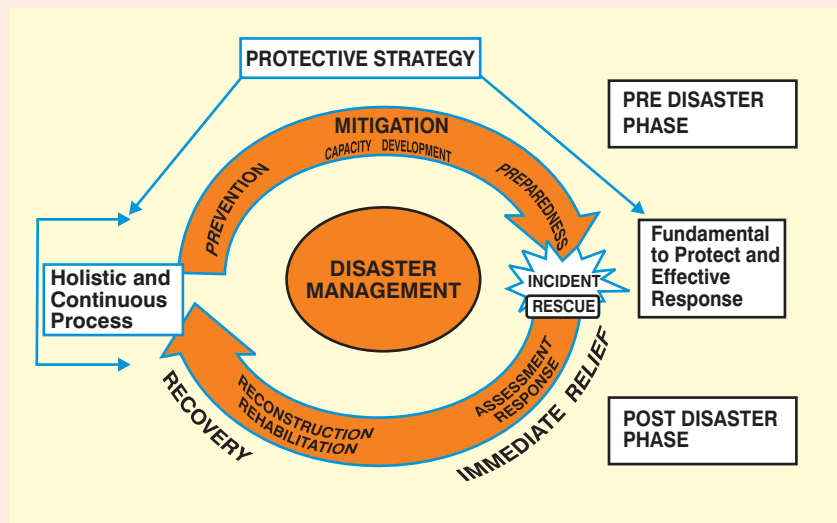 PROTECTIVE STRATEGY
PRE DISASTER
PHASE
MITIGATION
CAPACITY DEVELOPMENT
PREVENTION
PREPAREDNESS
DISASTER
MANAGEMENT
INCIDENT
RESCUE
Fundamental
to Protect and
Effective
Response
Holistic and
Continuous
Process
ASSESSMENT
RESPONSE
IMMEDIATE RELIEF
RECONSTRUCTION
REHABILITATION
RECOVERY
POST DISASTER
PHASE